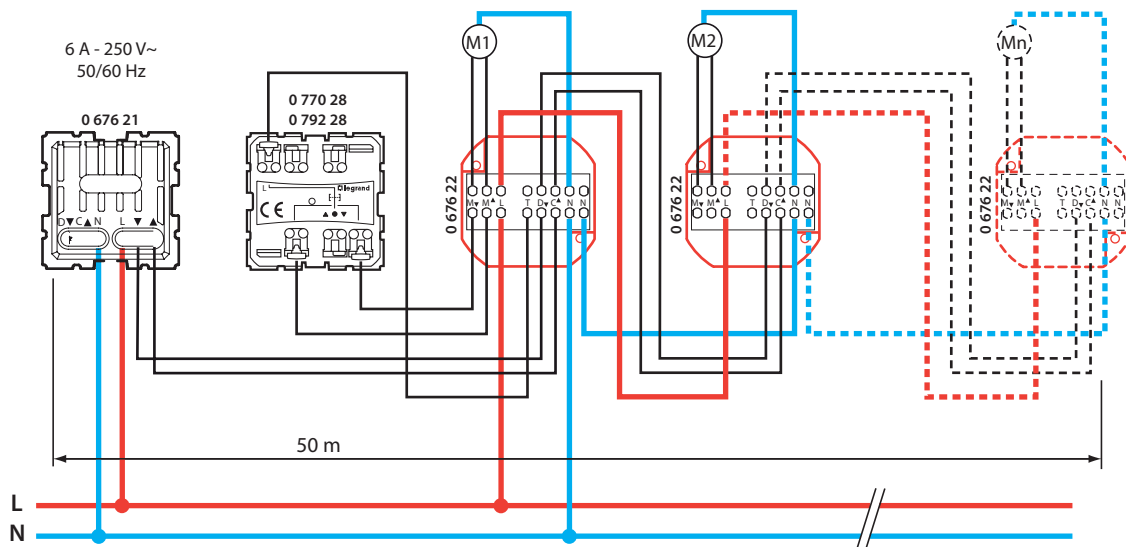 6 A - 250 V~
50/60 Hz
M1
M2
Mn
0 770 28
0 792 28
0 676 21
L
legrand
CE
▲ ● ▼
D▼ C▲ N L ▼ ▲
0 676 22
M▼ M▲ L T D▼ C▲ N N
0 676 22
M▼ M▲ L T D▼ C▲ N N
0 676 22
M▼ M▲ L T D▼ C▲ N N
50 m
L
N